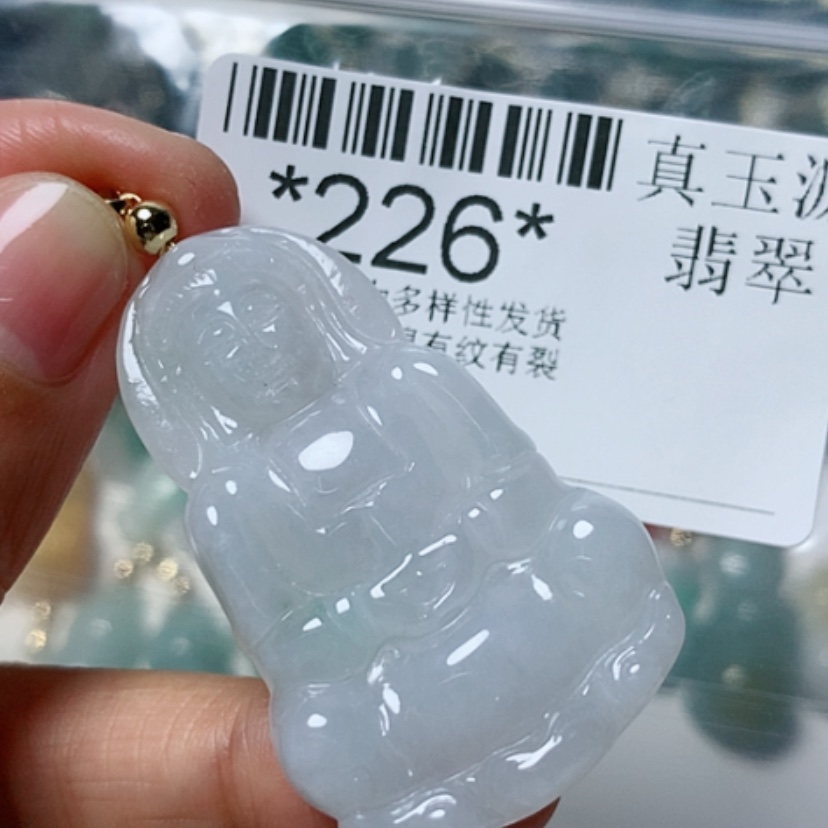 真玉
翡翠
*226*
多样性发货
有纹有裂